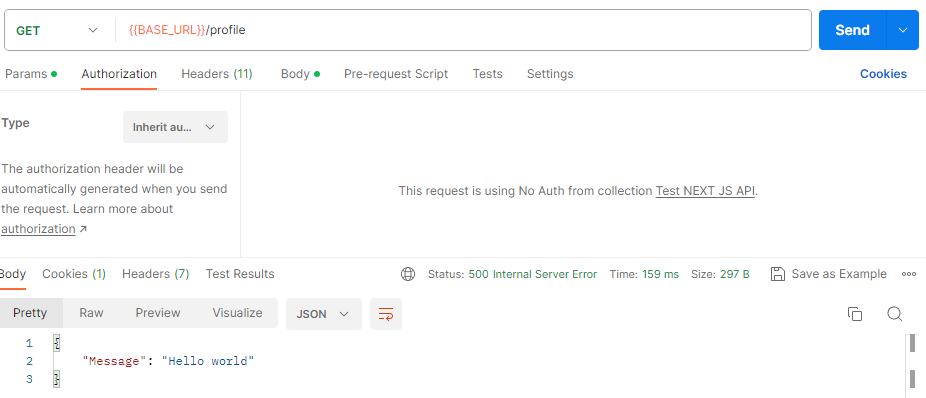 GET {{BASE_URL}}/profile Send
Params Authorization Headers (11) Body Pre-request Script Tests Settings Cookies
Type Inherit au...
The authorization header will be
automatically generated when you send
the request. Learn more about
authorization ↗
This request is using No Auth from collection Test NEXT JS API.
Body Cookies (1) Headers (7) Test Results Status: 500 Internal Server Error Time: 159 ms Size: 297 B Save as Example
Pretty Raw Preview Visualize JSON
1 {
2 "Message": "Hello world"
3 }